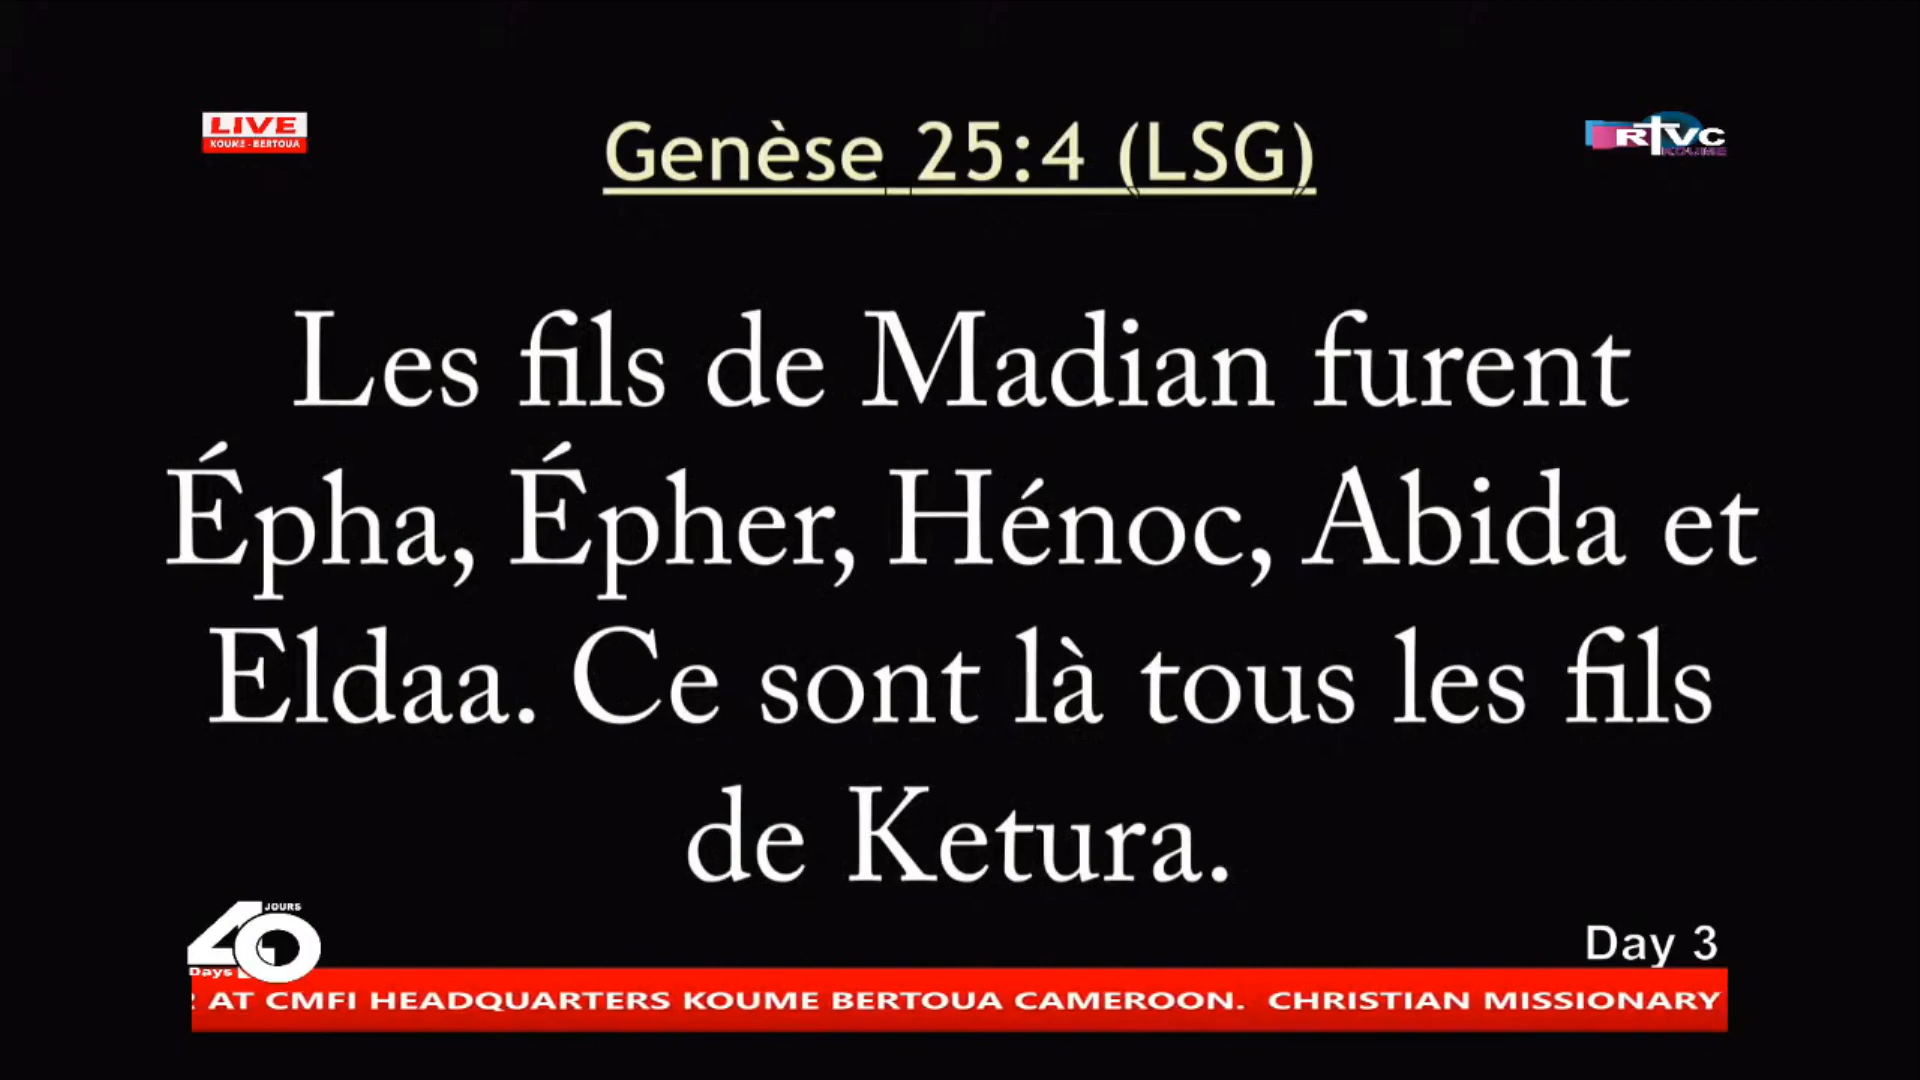 LIVE
KOUME - BERTOUA
Genèse 25:4 (LSG)
RTVC
KOUME
Les fils de Madian furent
Épha, Épher, Hénoc, Abida et
Eldaa. Ce sont là tous les fils
de Ketura.
40
JOURS
Days
Day 3
AT CMFI HEADQUARTERS KOUME BERTOUA CAMEROON. CHRISTIAN MISSIONARY